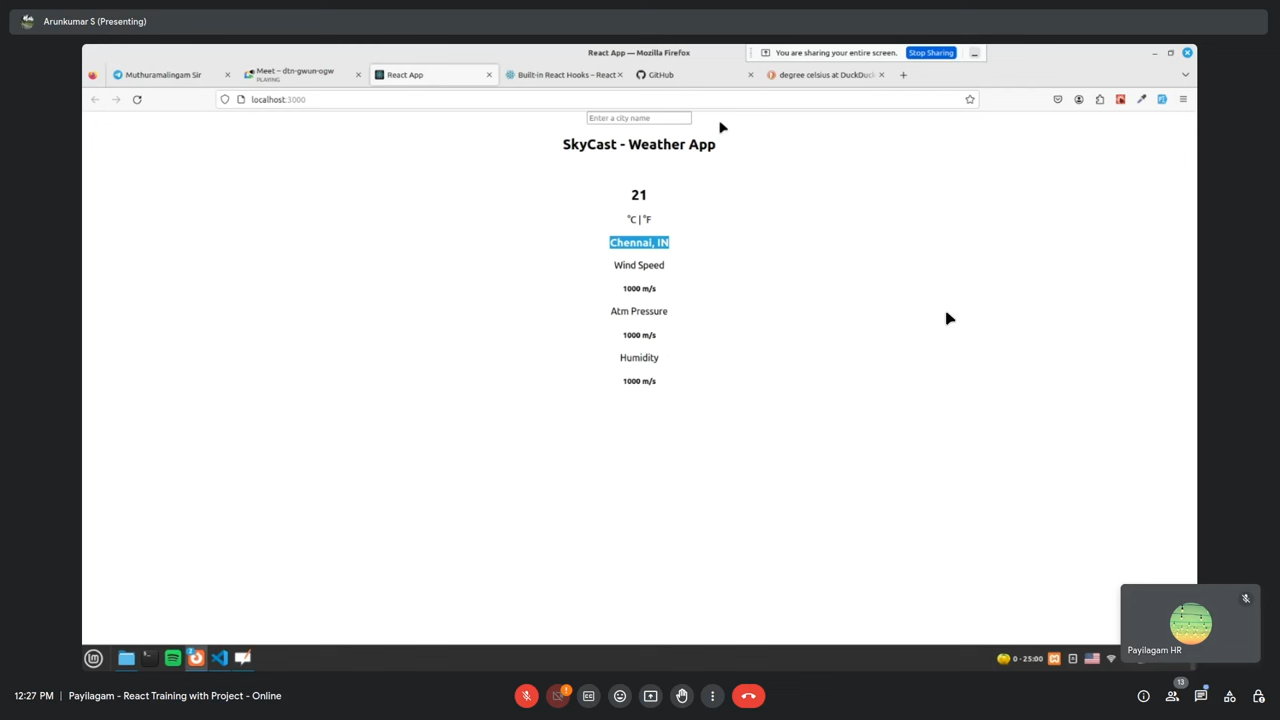 Arunkumar S (Presenting)
React App — Mozilla Firefox
You are sharing your entire screen.
Stop Sharing
Muthuramalingam Sir
Meet – dtn-gwun-ogw
PLAYING
React App
Built-in React Hooks – React
GitHub
degree celsius at DuckDuc
localhost:3000
Enter a city name
SkyCast - Weather App
21
°C | °F
Chennai, IN
Wind Speed
1000 m/s
Atm Pressure
1000 m/s
Humidity
1000 m/s
Payilagam HR
0 - 25:00
12:27 PM | Payilagam - React Training with Project - Online
13